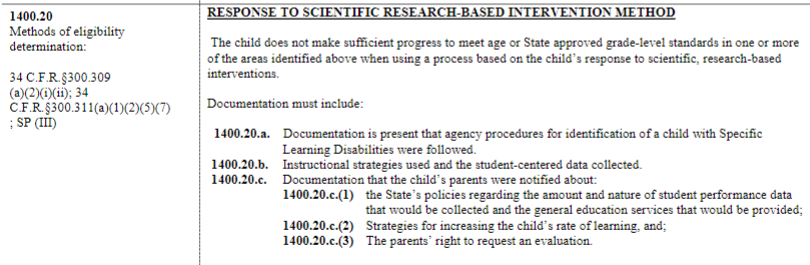 1400.20
Methods of eligibility
determination:
34 C.F.R.§300.309
(a)(2)(i)(ii); 34
C.F.R.§300.311(a)(1)(2)(5)(7)
; SP (III)
RESPONSE TO SCIENTIFIC RESEARCH-BASED INTERVENTION METHOD
The child does not make sufficient progress to meet age or State approved grade-level standards in one or more
of the areas identified above when using a process based on the child's response to scientific, research-based
interventions.
Documentation must include:
1400.20.a. Documentation is present that agency procedures for identification of a child with Specific
Learning Disabilities were followed.
1400.20.b. Instructional strategies used and the student-centered data collected.
1400.20.c. Documentation that the child's parents were notified about:
1400.20.c.(1) the State's policies regarding the amount and nature of student performance data
that would be collected and the general education services that would be provided;
1400.20.c.(2) Strategies for increasing the child's rate of learning, and;
1400.20.c.(3) The parents' right to request an evaluation.